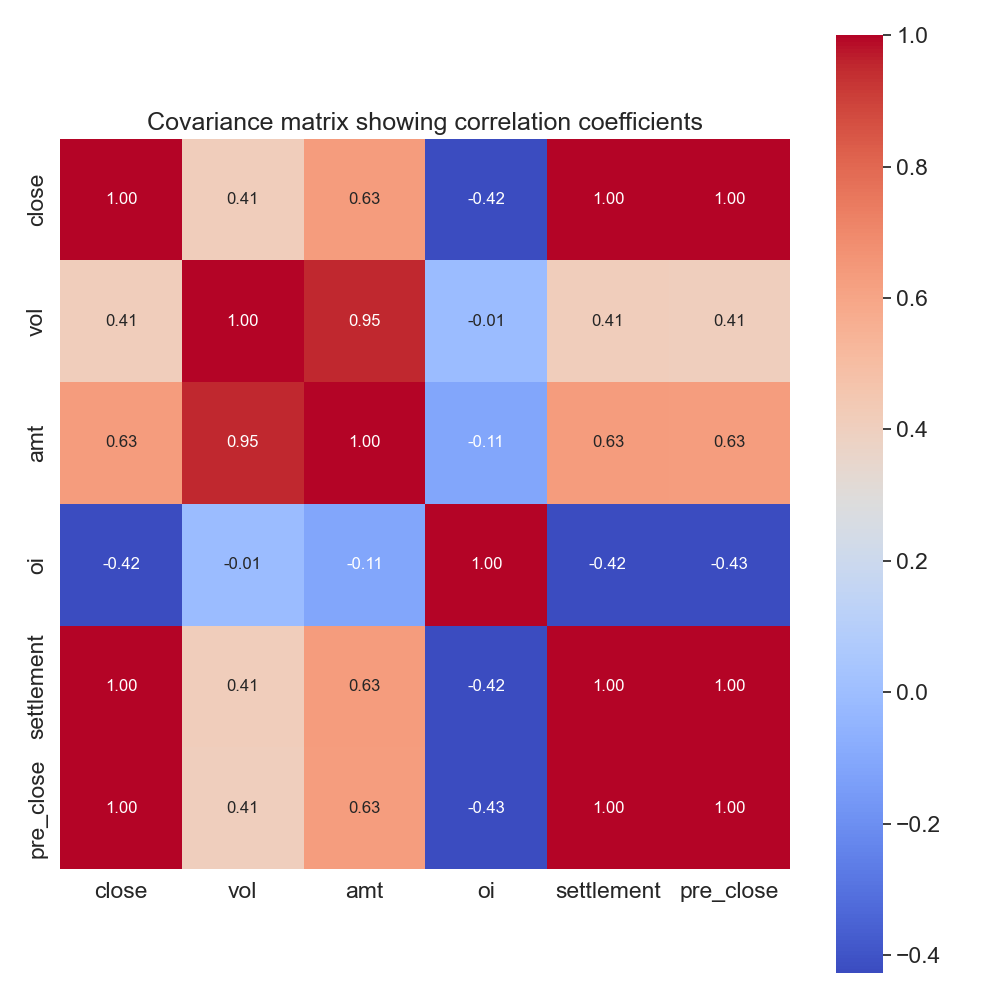 Covariance matrix showing correlation coefficients
close 1.00 0.41 0.63 -0.42 1.00 1.00
vol 0.41 1.00 0.95 -0.01 0.41 0.41
amt 0.63 0.95 1.00 -0.11 0.63 0.63
oi -0.42 -0.01 -0.11 1.00 -0.42 -0.43
settlement 1.00 0.41 0.63 -0.42 1.00 1.00
pre_close 1.00 0.41 0.63 -0.43 1.00 1.00
close vol amt oi settlement pre_close
1.0
0.8
0.6
0.4
0.2
0.0
−0.2
−0.4